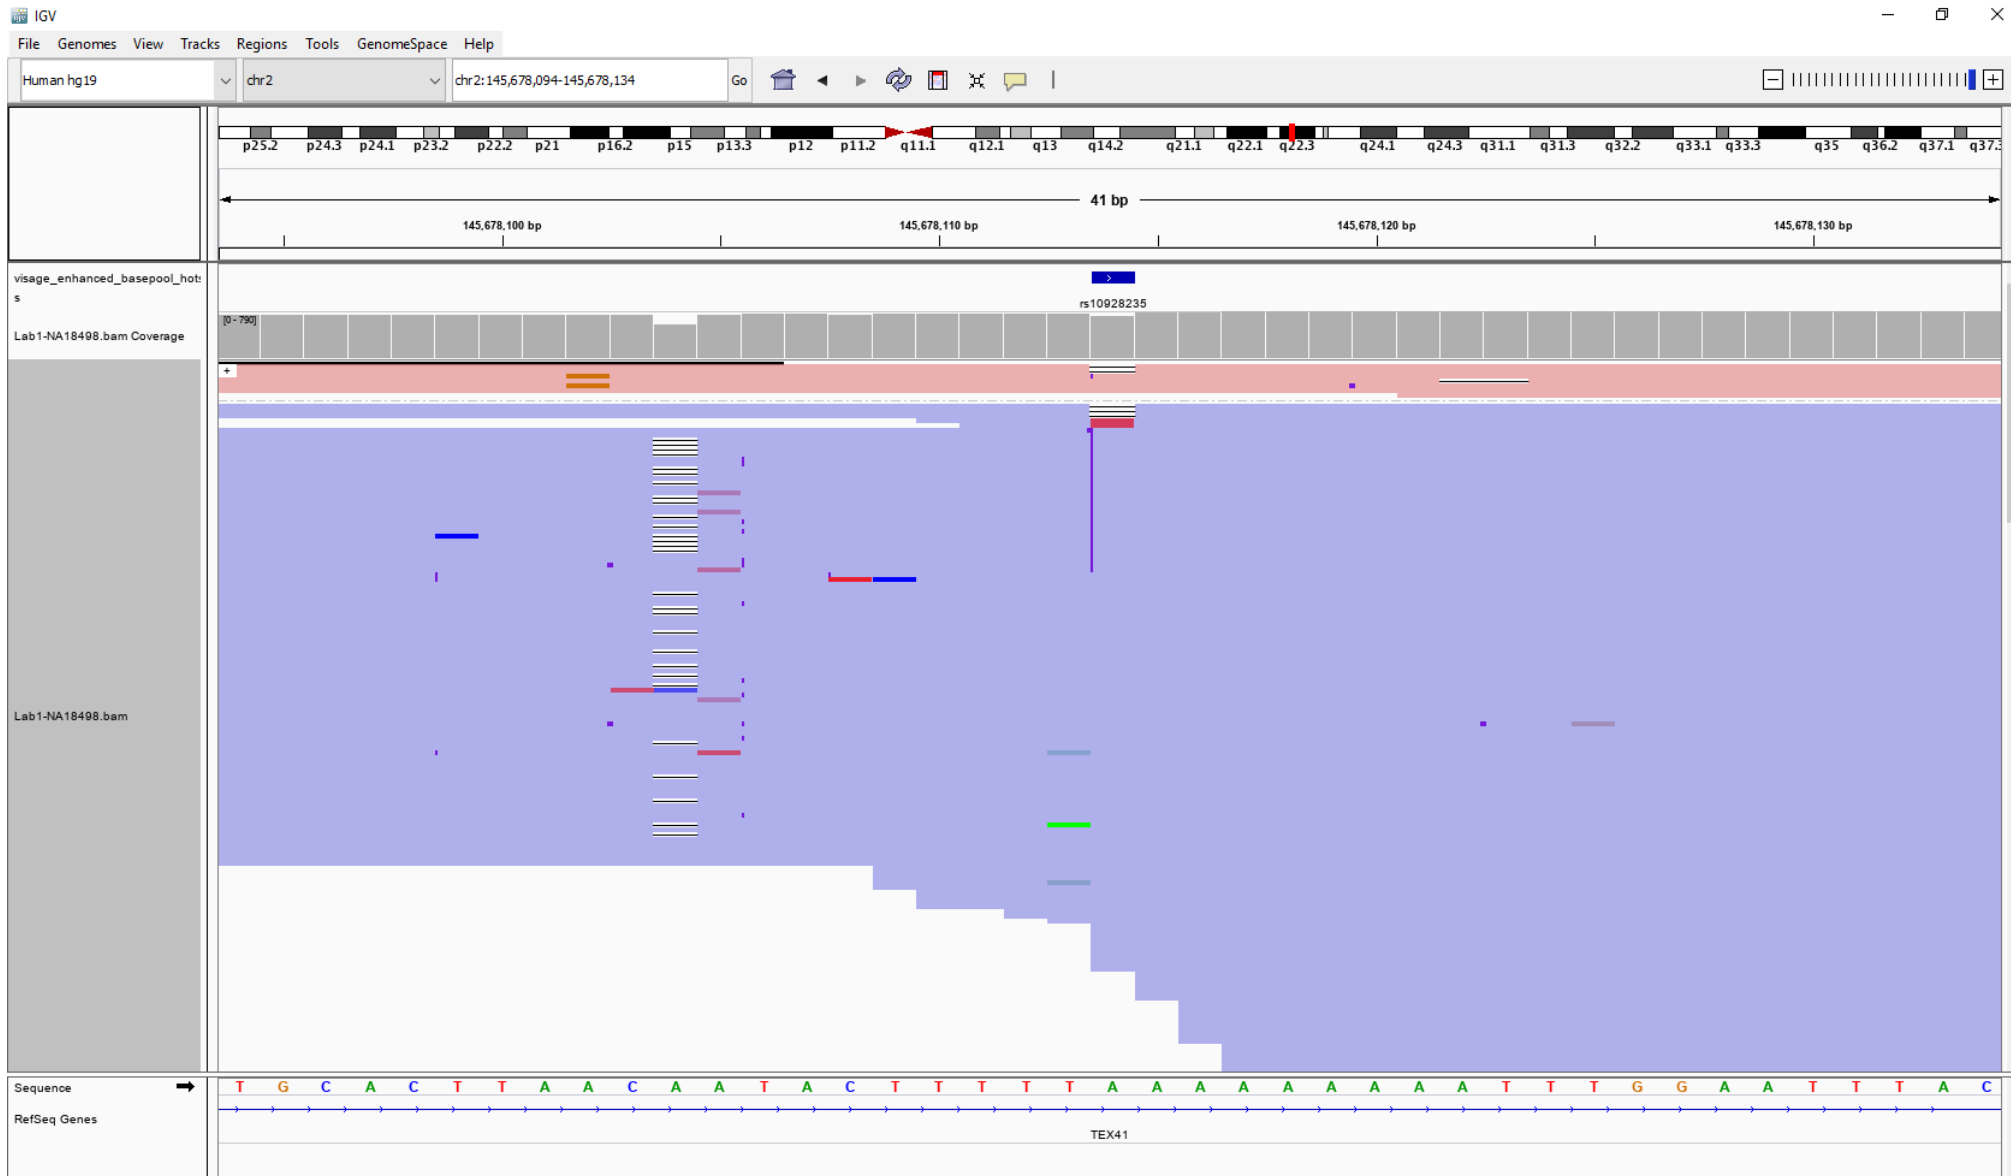 IGV
File Genomes View Tracks Regions Tools GenomeSpace Help
Human hg19 chr2 chr2:145,678,094-145,678,134 Go
p25.2 p24.3 p24.1 p23.2 p22.2 p21 p16.2 p15 p13.3 p12 p11.2 q11.1 q12.1 q13 q14.2 q21.1 q22.1 q22.3 q24.1 q24.3 q31.1 q31.3 q32.2 q33.1 q33.3 q35 q36.2 q37.1 q37.3
41 bp
145,678,100 bp 145,678,110 bp 145,678,120 bp 145,678,130 bp
visage_enhanced_basepool_hots
s
rs10928235
[0 - 790]
Lab1-NA18498.bam Coverage
+
Lab1-NA18498.bam
Sequence T G C A C T T A A C A A T A C T T T T T A A A A A A A A A T T T G G A A T T T A C
RefSeq Genes
TEX41